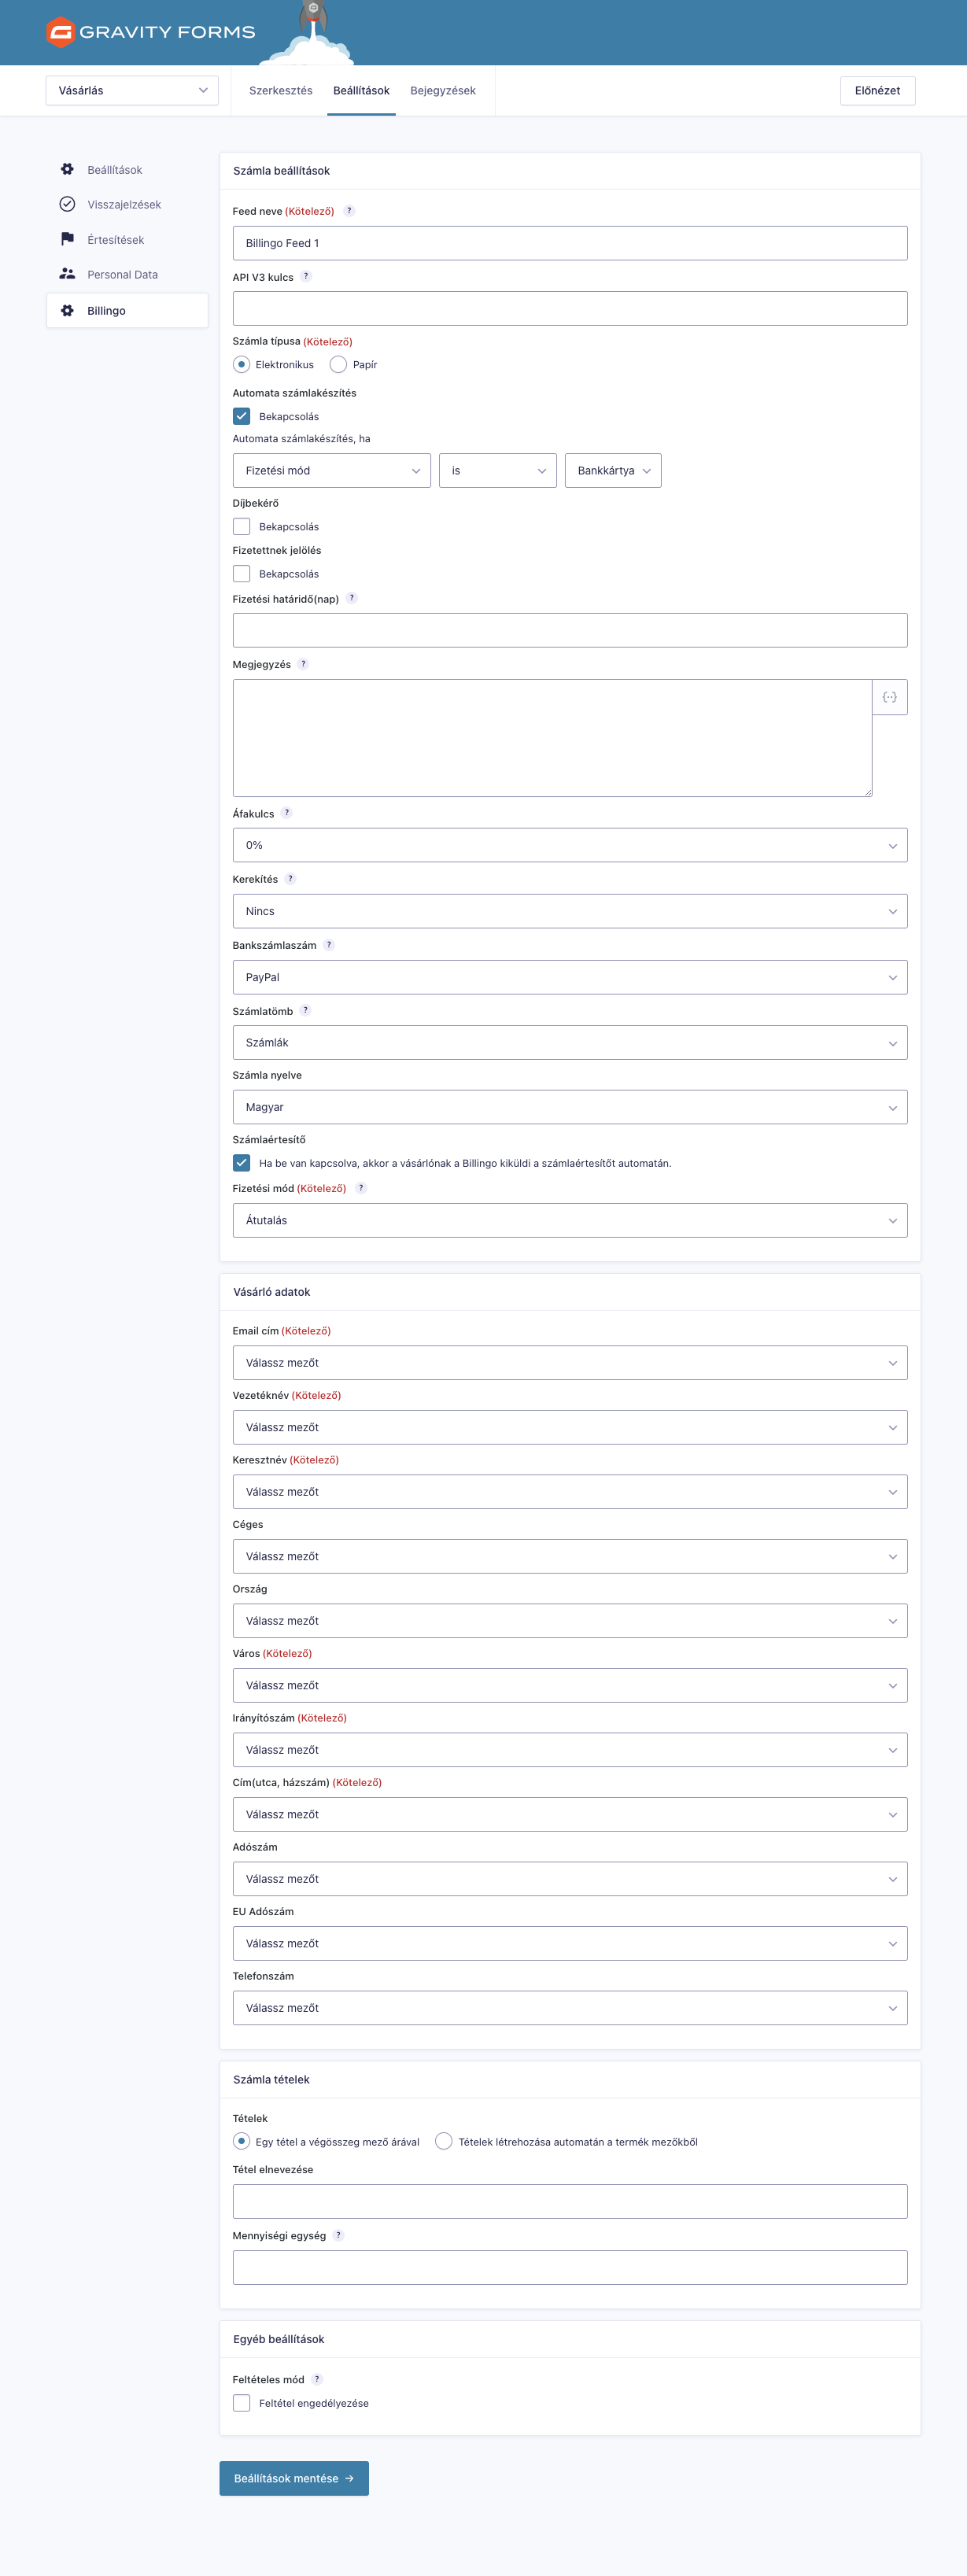 GRAVITY FORMS
Vásárlás Szerkesztés Beállítások Bejegyzések Előnézet
Beállítások
Visszajelzések
Értesítések
Personal Data
Billingo
Számla beállítások
Feed neve (Kötelező) ?
Billingo Feed 1
API V3 kulcs ?
Számla típusa (Kötelező)
Elektronikus Papír
Automata számlakészítés
Bekapcsolás
Automata számlakészítés, ha
Fizetési mód is Bankkártya
Díjbekérő
Bekapcsolás
Fizetettnek jelölés
Bekapcsolás
Fizetési határidő(nap) ?
Megjegyzés ?
{··}
Áfakulcs ?
0%
Kerekítés ?
Nincs
Bankszámlaszám ?
PayPal
Számlatömb ?
Számlák
Számla nyelve
Magyar
Számlaértesítő
Ha be van kapcsolva, akkor a vásárlónak a Billingo kiküldi a számlaértesítőt automatán.
Fizetési mód (Kötelező) ?
Átutalás
Vásárló adatok
Email cím (Kötelező)
Válassz mezőt
Vezetéknév (Kötelező)
Válassz mezőt
Keresztnév (Kötelező)
Válassz mezőt
Céges
Válassz mezőt
Ország
Válassz mezőt
Város (Kötelező)
Válassz mezőt
Irányítószám (Kötelező)
Válassz mezőt
Cím(utca, házszám) (Kötelező)
Válassz mezőt
Adószám
Válassz mezőt
EU Adószám
Válassz mezőt
Telefonszám
Válassz mezőt
Számla tételek
Tételek
Egy tétel a végösszeg mező árával Tételek létrehozása automatán a termék mezőkből
Tétel elnevezése
Mennyiségi egység ?
Egyéb beállítások
Feltételes mód ?
Feltétel engedélyezése
Beállítások mentése →